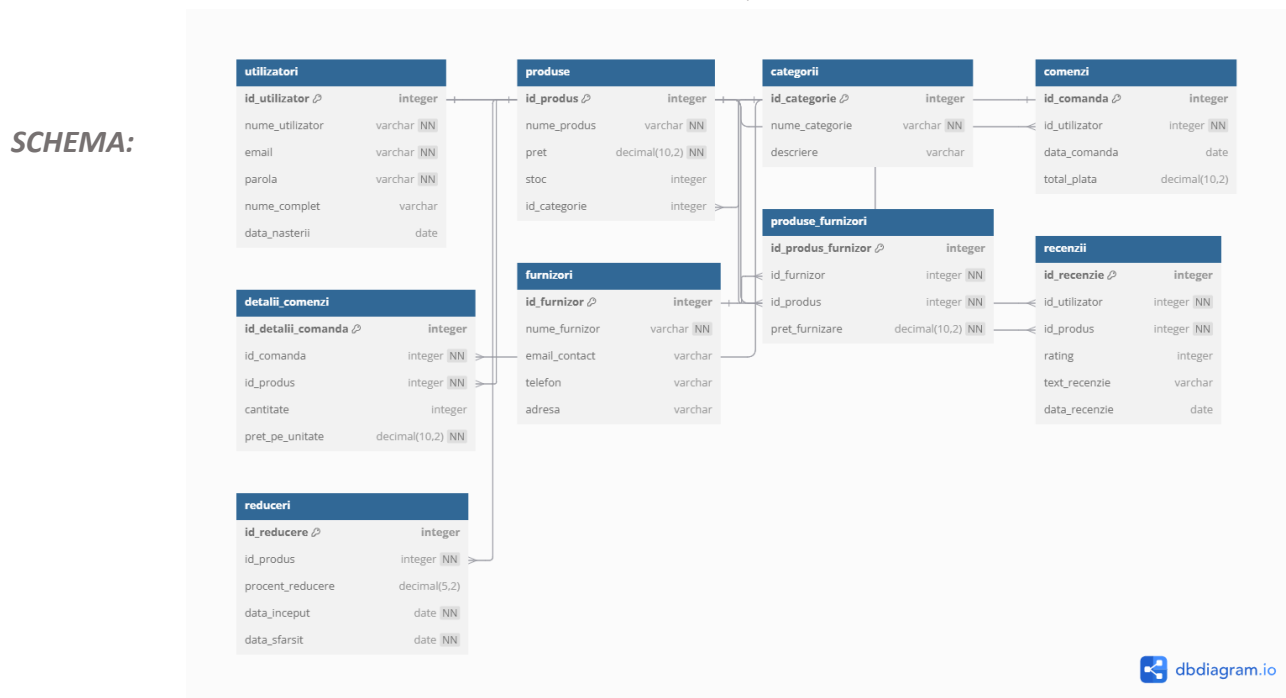 SCHEMA:
utilizatori
id_utilizator integer
nume_utilizator varchar NN
email varchar NN
parola varchar NN
nume_complet varchar
data_nasterii date
produse
id_produs integer
nume_produs varchar NN
pret decimal(10,2) NN
stoc integer
id_categorie integer
categorii
id_categorie integer
nume_categorie varchar NN
descriere varchar
comenzi
id_comanda integer
id_utilizator integer NN
data_comanda date
total_plata decimal(10,2)
produse_furnizori
id_produs_furnizor integer
id_furnizor integer NN
id_produs integer NN
pret_furnizare decimal(10,2) NN
recenzii
id_recenzie integer
id_utilizator integer NN
id_produs integer NN
rating integer
text_recenzie varchar
data_recenzie date
furnizori
id_furnizor integer
nume_furnizor varchar NN
email_contact varchar
telefon varchar
adresa varchar
detalii_comenzi
id_detalii_comanda integer
id_comanda integer NN
id_produs integer NN
cantitate integer
pret_pe_unitate decimal(10,2) NN
reduceri
id_reducere integer
id_produs integer NN
procent_reducere decimal(5,2)
data_inceput date NN
data_sfarsit date NN
dbdiagram.io